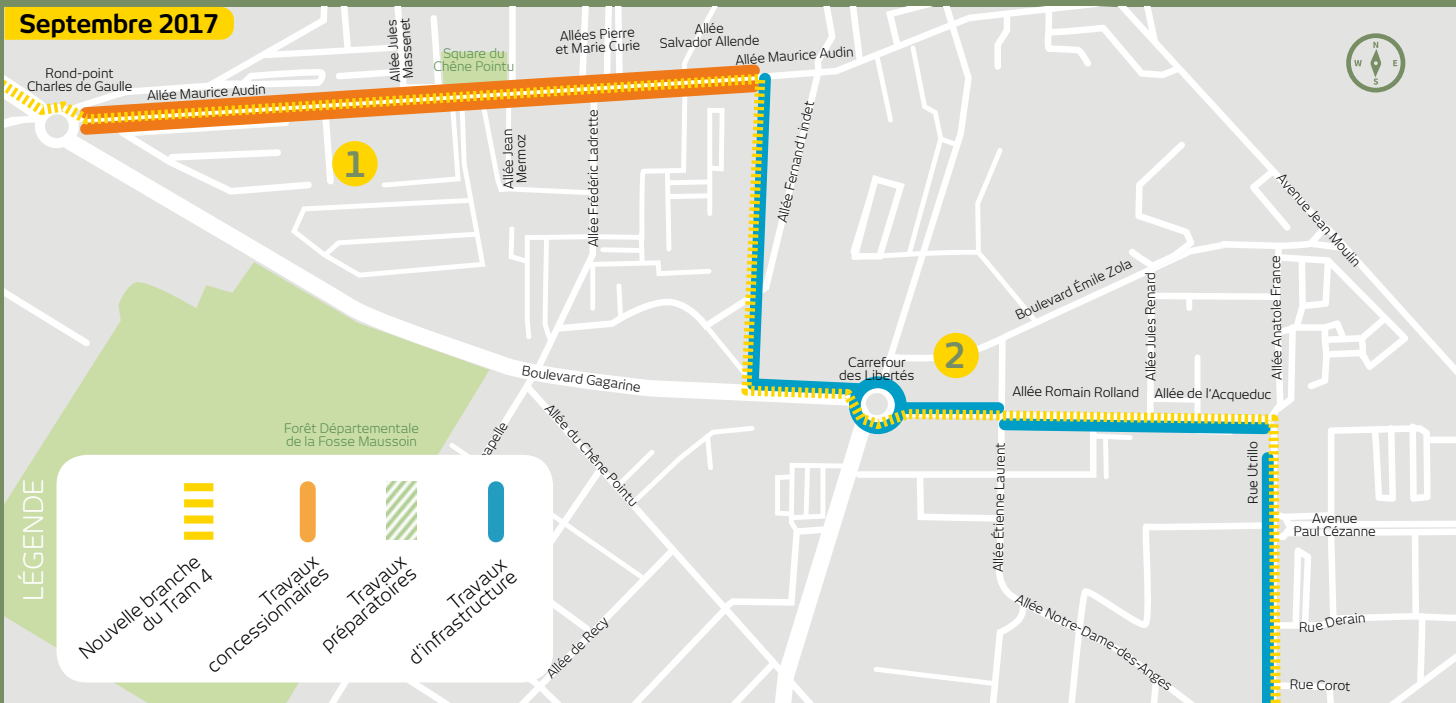 Septembre 2017
Rond-point
Charles de Gaulle
Allée Maurice Audin
Allée Jules
Massenet
Square du
Chêne Pointu
Allées Pierre
et Marie Curie
Allée
Salvador Allende
Allée Maurice Audin
N
W E
S
1
Allée Jean
Mermoz
Allée Frédéric Ladrette
Allée Fernand Lindet
Avenue Jean Moulin
Boulevard Émile Zola
Allée Jules Renard
Allée Anatole France
2
Carrefour
des Libertés
Boulevard Gagarine
Allée Romain Rolland
Allée de l'Acqueduc
Forêt Départementale
de la Fosse Maussoin
apelle
Allée du Chêne Pointu
Allée Étienne Laurent
Rue Utrillo
Avenue
Paul Cézanne
Allée de Recy
Allée Notre-Dame-des-Anges
Rue Derain
Rue Corot
LÉGENDE
Nouvelle branche
du Tram 4
Travaux
concessionnaires
Travaux
préparatoires
Travaux
d'infrastructure